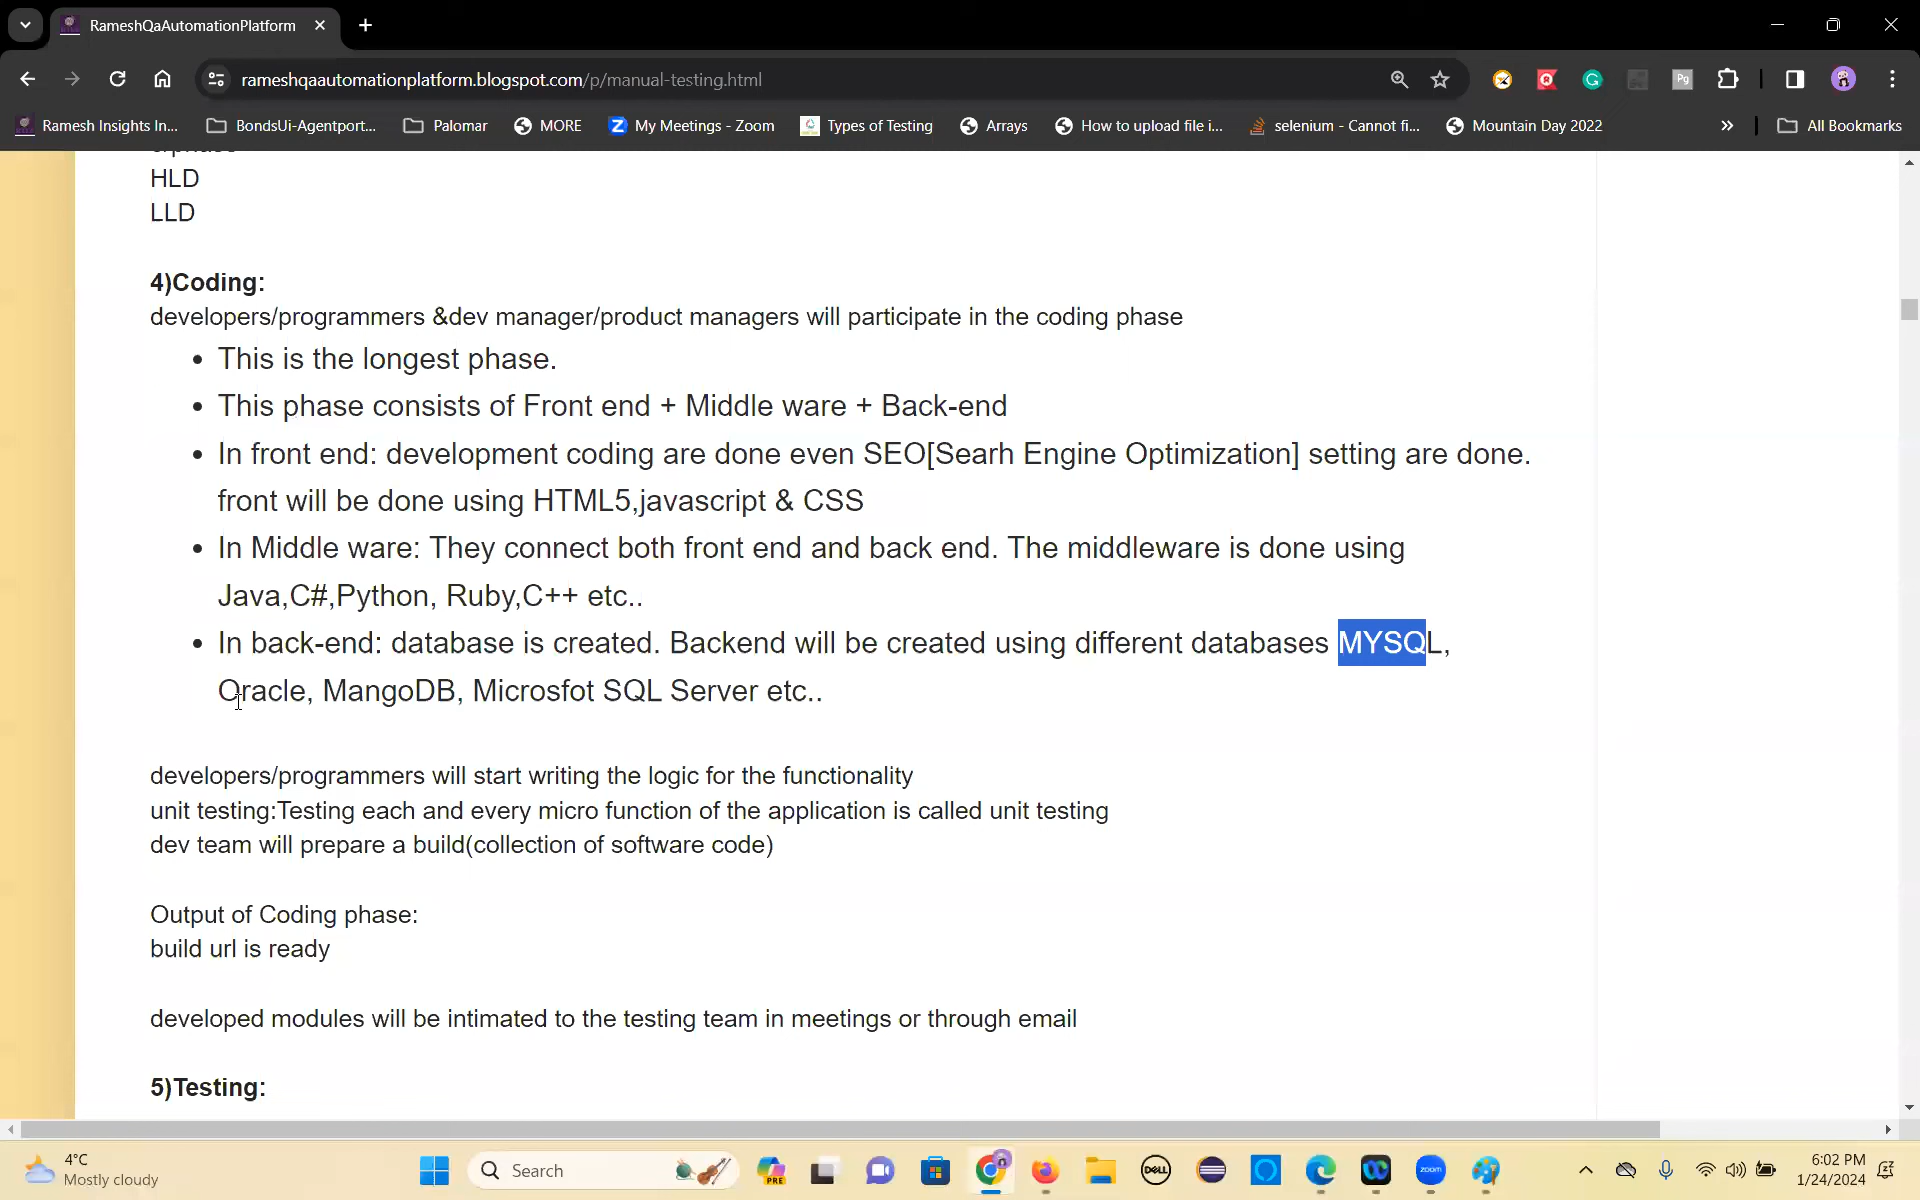 RameshQaAutomationPlatform
rameshqaautomationplatform.blogspot.com/p/manual-testing.html
Pg
Ramesh Insights In...
BondsUi-Agentport...
Palomar
MORE
My Meetings - Zoom
Types of Testing
Arrays
How to upload file i...
selenium - Cannot fi...
Mountain Day 2022
All Bookmarks
HLD
LLD
4)Coding:
developers/programmers &dev manager/product managers will participate in the coding phase
• This is the longest phase.
• This phase consists of Front end + Middle ware + Back-end
• In front end: development coding are done even SEO[Searh Engine Optimization] setting are done.
front will be done using HTML5,javascript & CSS
• In Middle ware: They connect both front end and back end. The middleware is done using
Java,C#,Python, Ruby,C++ etc..
• In back-end: database is created. Backend will be created using different databases MYSQL,
Oracle, MangoDB, Microsfot SQL Server etc..
developers/programmers will start writing the logic for the functionality
unit testing:Testing each and every micro function of the application is called unit testing
dev team will prepare a build(collection of software code)
Output of Coding phase:
build url is ready
developed modules will be intimated to the testing team in meetings or through email
5)Testing:
4°C
Mostly cloudy
Search
PRE
DELL
zoom
6:02 PM
1/24/2024